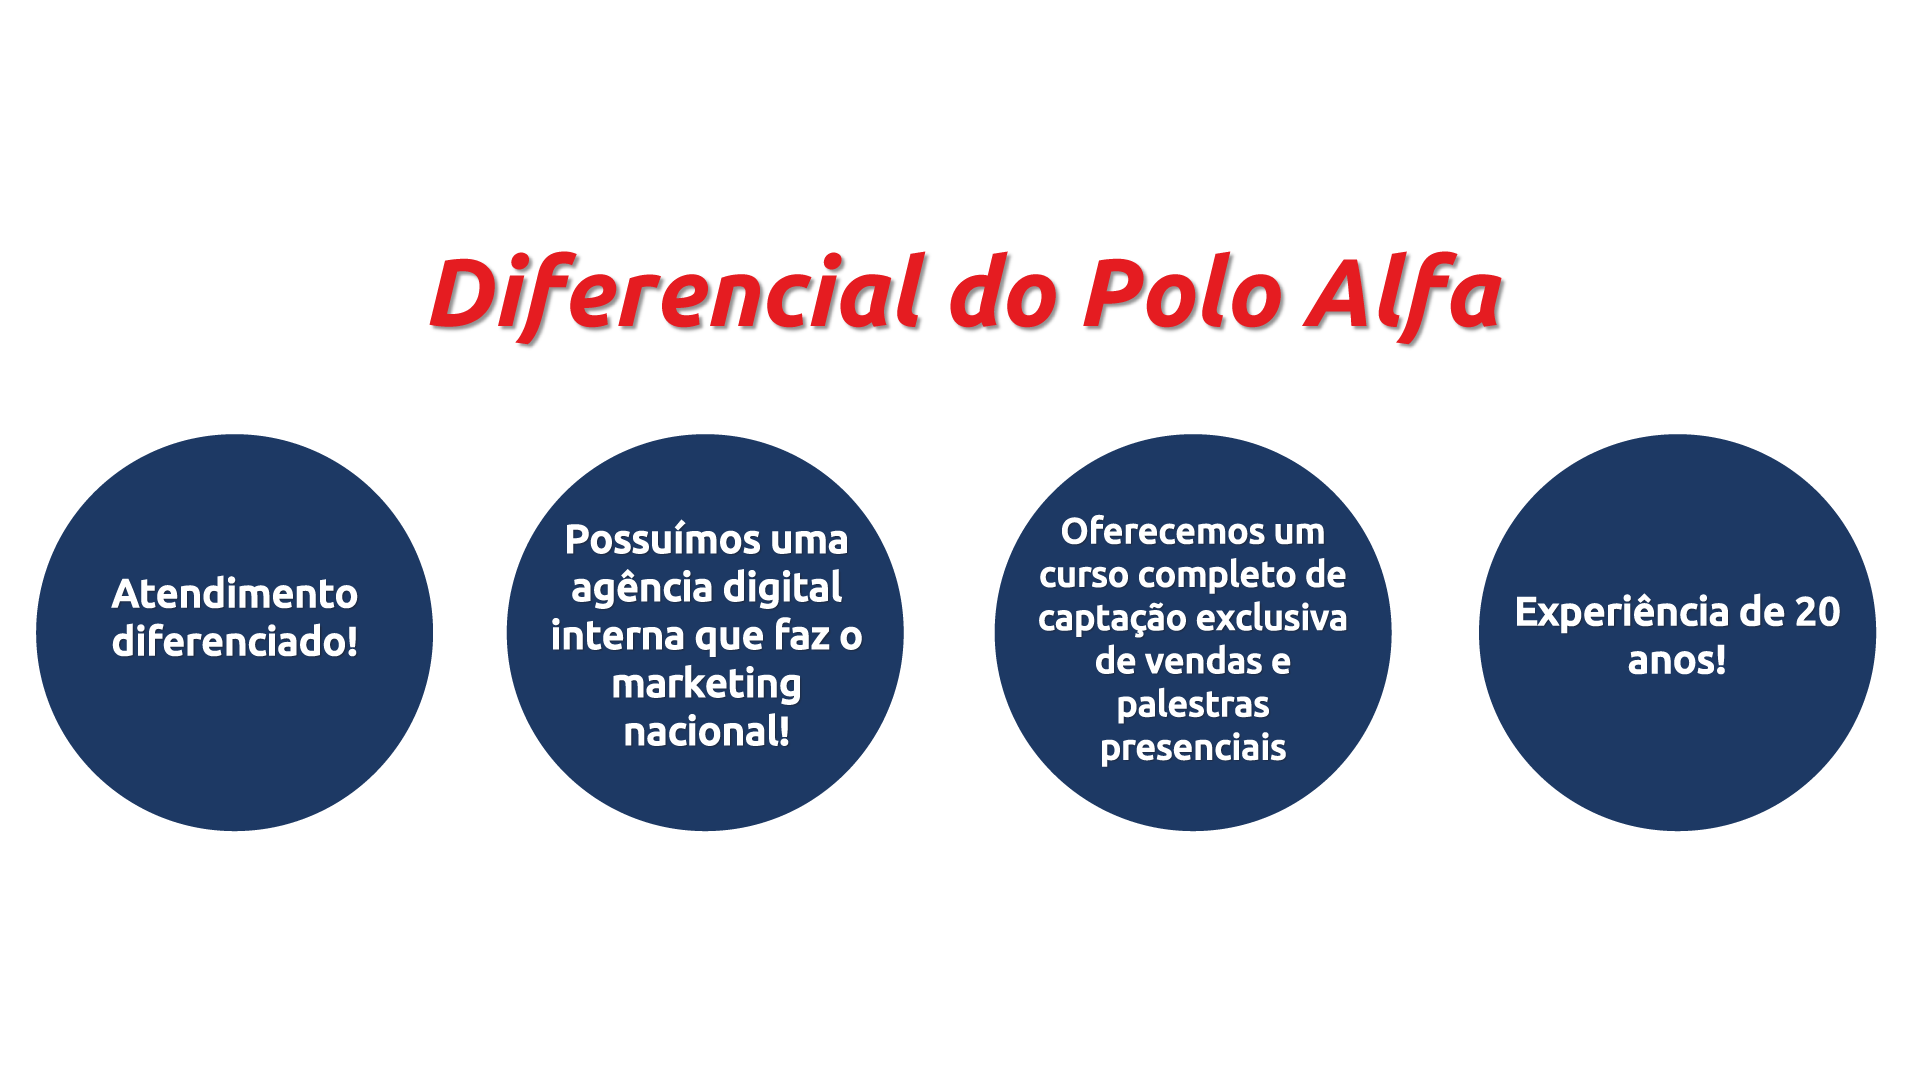 Diferencial do Polo Alfa
Atendimento
diferenciado!
Possuímos uma
agência digital
interna que faz o
marketing
nacional!
Oferecemos um
curso completo de
captação exclusiva
de vendas e
palestras
presenciais
Experiência de 20
anos!